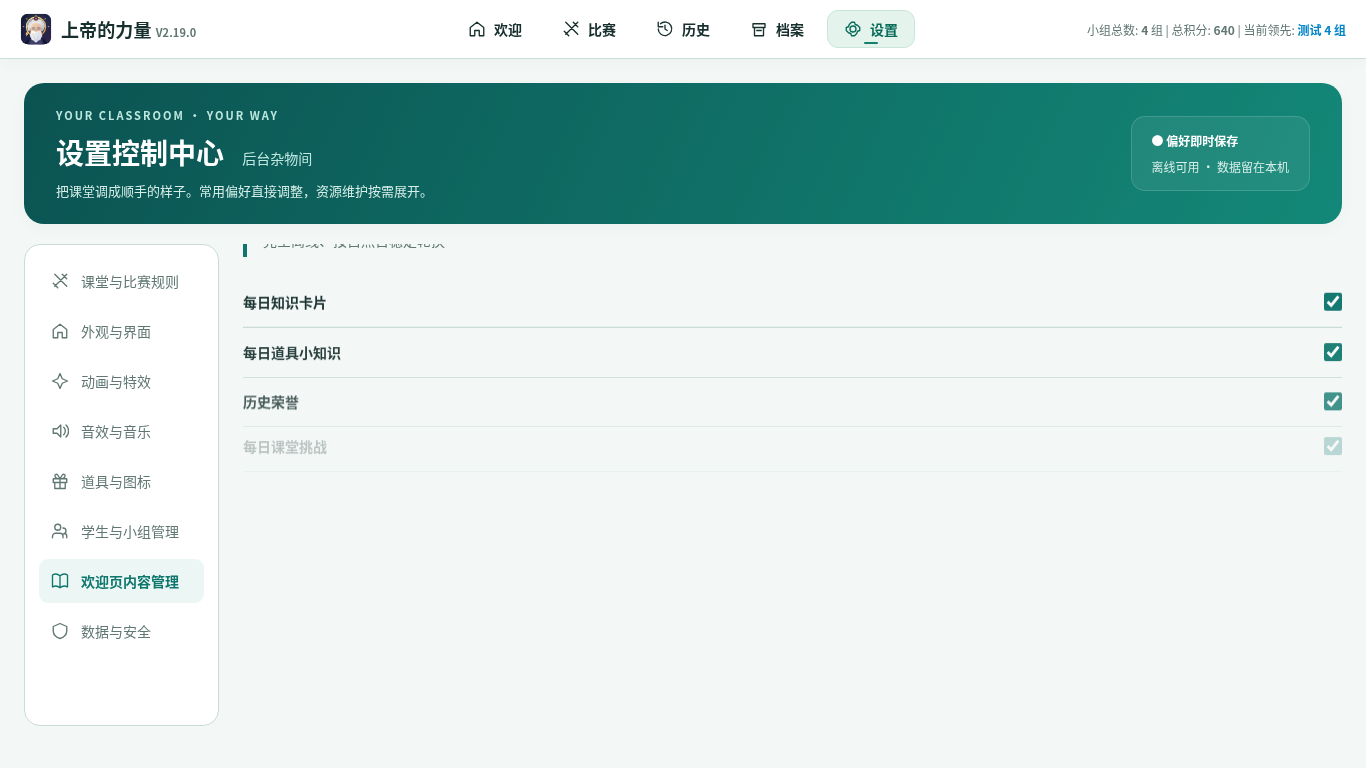 上帝的力量 V2.19.0
欢迎
比赛
历史
档案
设置
小组总数: 4 组 | 总积分: 640 | 当前领先: 测试 4 组
YOUR CLASSROOM • YOUR WAY
设置控制中心 后台杂物间
把课堂调成顺手的样子。常用偏好直接调整，资源维护按需展开。
偏好即时保存
离线可用 • 数据留在本机
课堂与比赛规则
外观与界面
动画与特效
音效与音乐
道具与图标
学生与小组管理
欢迎页内容管理
数据与安全
每日知识卡片
每日道具小知识
历史荣誉
每日课堂挑战